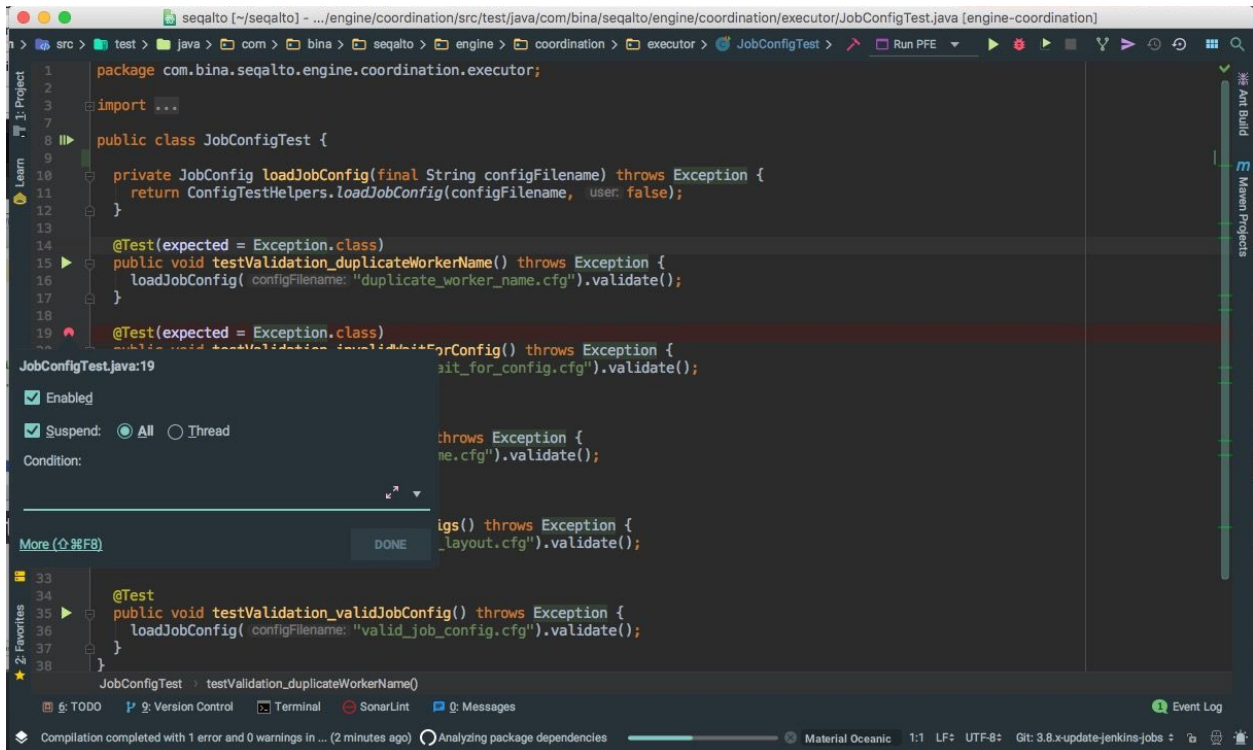 seqalto [~/seqalto] - .../engine/coordination/src/test/java/com/bina/seqalto/engine/coordination/executor/JobConfigTest.java [engine-coordination]
src > test > java > com > bina > seqalto > engine > coordination > executor > JobConfigTest > Run PFE
1: Project
Learn
2: Favorites
1 package com.bina.seqalto.engine.coordination.executor;
2
3 import ...
7
8 public class JobConfigTest {
9
10 private JobConfig loadJobConfig(final String configFilename) throws Exception {
11 return ConfigTestHelpers.loadJobConfig(configFilename, user: false);
12 }
13
14 @Test(expected = Exception.class)
15 public void testValidation_duplicateWorkerName() throws Exception {
16 loadJobConfig( configFilename: "duplicate_worker_name.cfg").validate();
17 }
18
19 @Test(expected = Exception.class)
public void testValidation_invalidWaitForConfig() throws Exception {
ait_for_config.cfg").validate();
JobConfigTest.java:19
Enabled
Suspend: All Thread
Condition:
More (⇧⌘F8)
DONE
throws Exception {
me.cfg").validate();
igs() throws Exception {
_layout.cfg").validate();
33
34 @Test
35 public void testValidation_validJobConfig() throws Exception {
36 loadJobConfig( configFilename: "valid_job_config.cfg").validate();
37 }
38 }
Ant Build
m Maven Projects
JobConfigTest > testValidation_duplicateWorkerName()
6: TODO 9: Version Control Terminal SonarLint 0: Messages 1 Event Log
Compilation completed with 1 error and 0 warnings in ... (2 minutes ago) Analyzing package dependencies Material Oceanic 1:1 LF÷ UTF-8÷ Git: 3.8.x-update-jenkins-jobs ÷